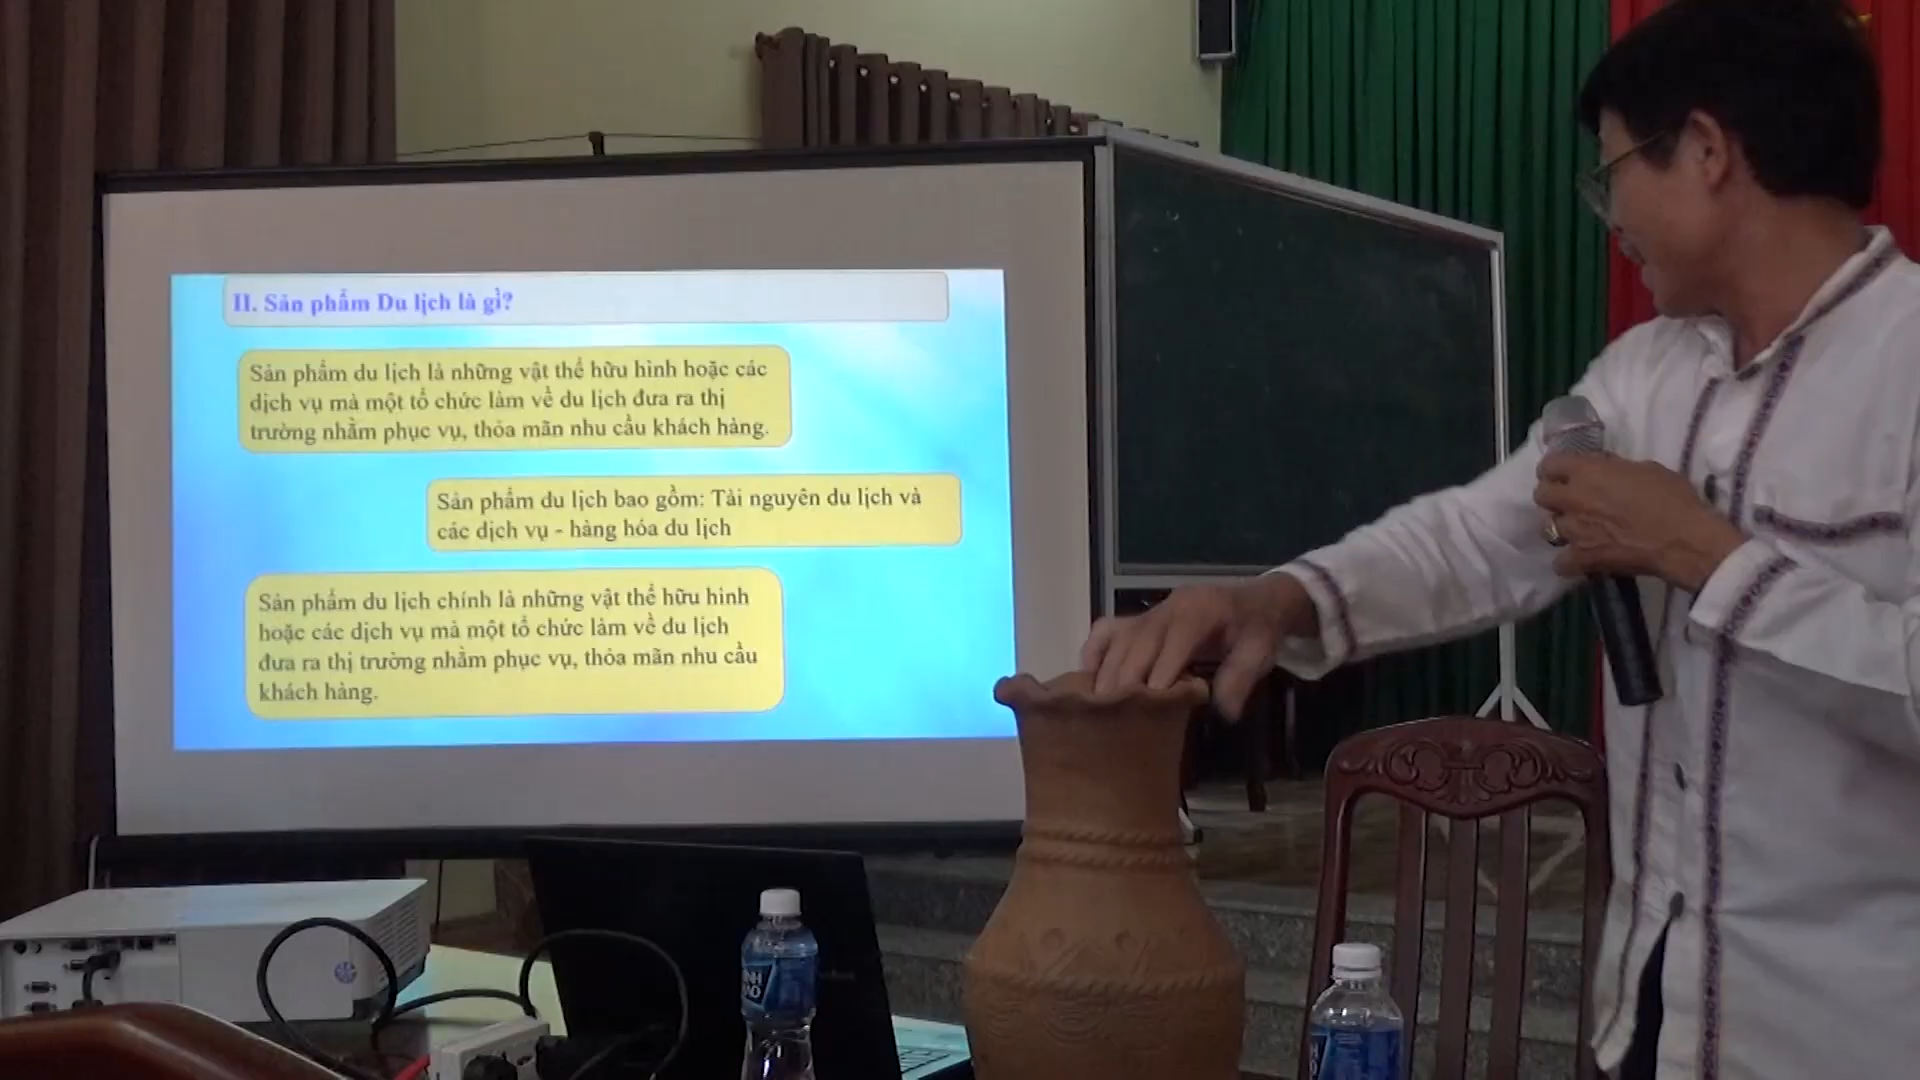 II. Sản phẩm Du lịch là gì?
Sản phẩm du lịch là những vật thể hữu hình hoặc các
dịch vụ mà một tổ chức làm về du lịch đưa ra thị
trường nhằm phục vụ, thỏa mãn nhu cầu khách hàng.
Sản phẩm du lịch bao gồm: Tài nguyên du lịch và
các dịch vụ - hàng hóa du lịch
Sản phẩm du lịch chính là những vật thể hữu hình
hoặc các dịch vụ mà một tổ chức làm về du lịch
đưa ra thị trường nhằm phục vụ, thỏa mãn nhu cầu
khách hàng.